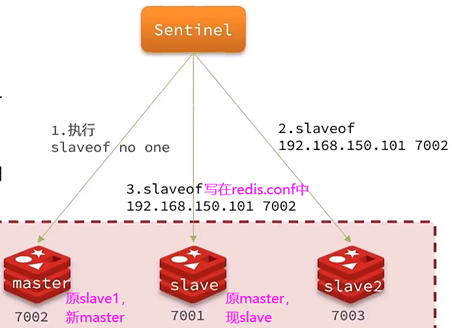 Sentinel
1.执行
slaveof no one
2.slaveof
192.168.150.101 7002
3.slaveof写在redis.conf中
192.168.150.101 7002
master
slave
slave2
7002
原slave1，
新master
7001
原master，
现slave
7003